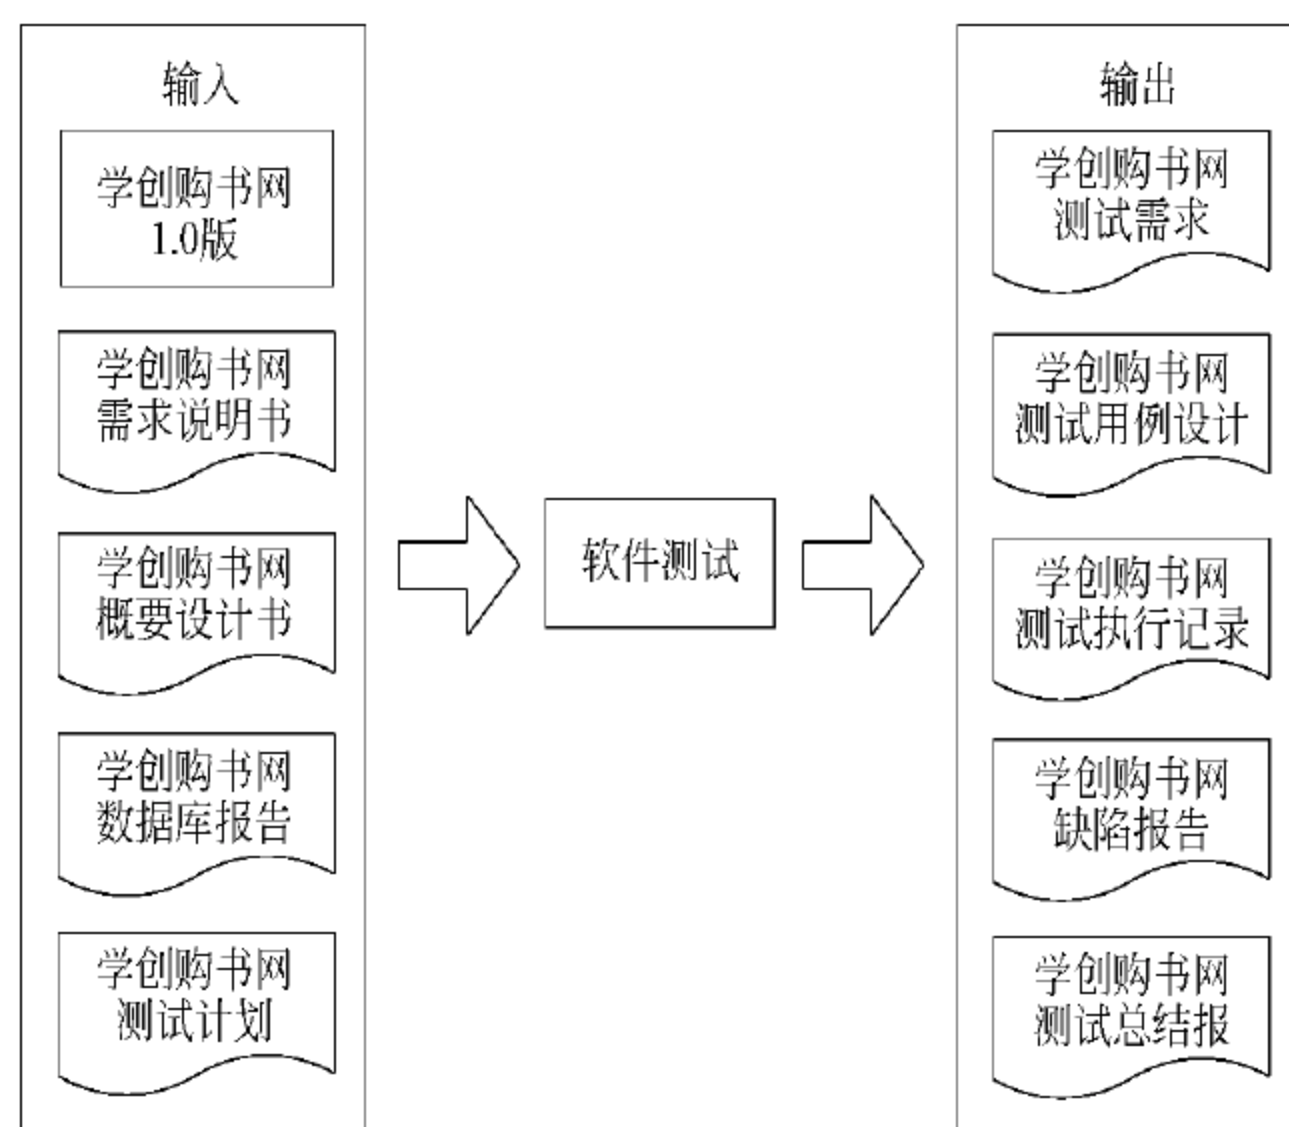 输入
学创购书网
1.0版
学创购书网
需求说明书
学创购书网
概要设计书
学创购书网
数据库报告
学创购书网
测试计划
软件测试
输出
学创购书网
测试需求
学创购书网
测试用例设计
学创购书网
测试执行记录
学创购书网
缺陷报告
学创购书网
测试总结报